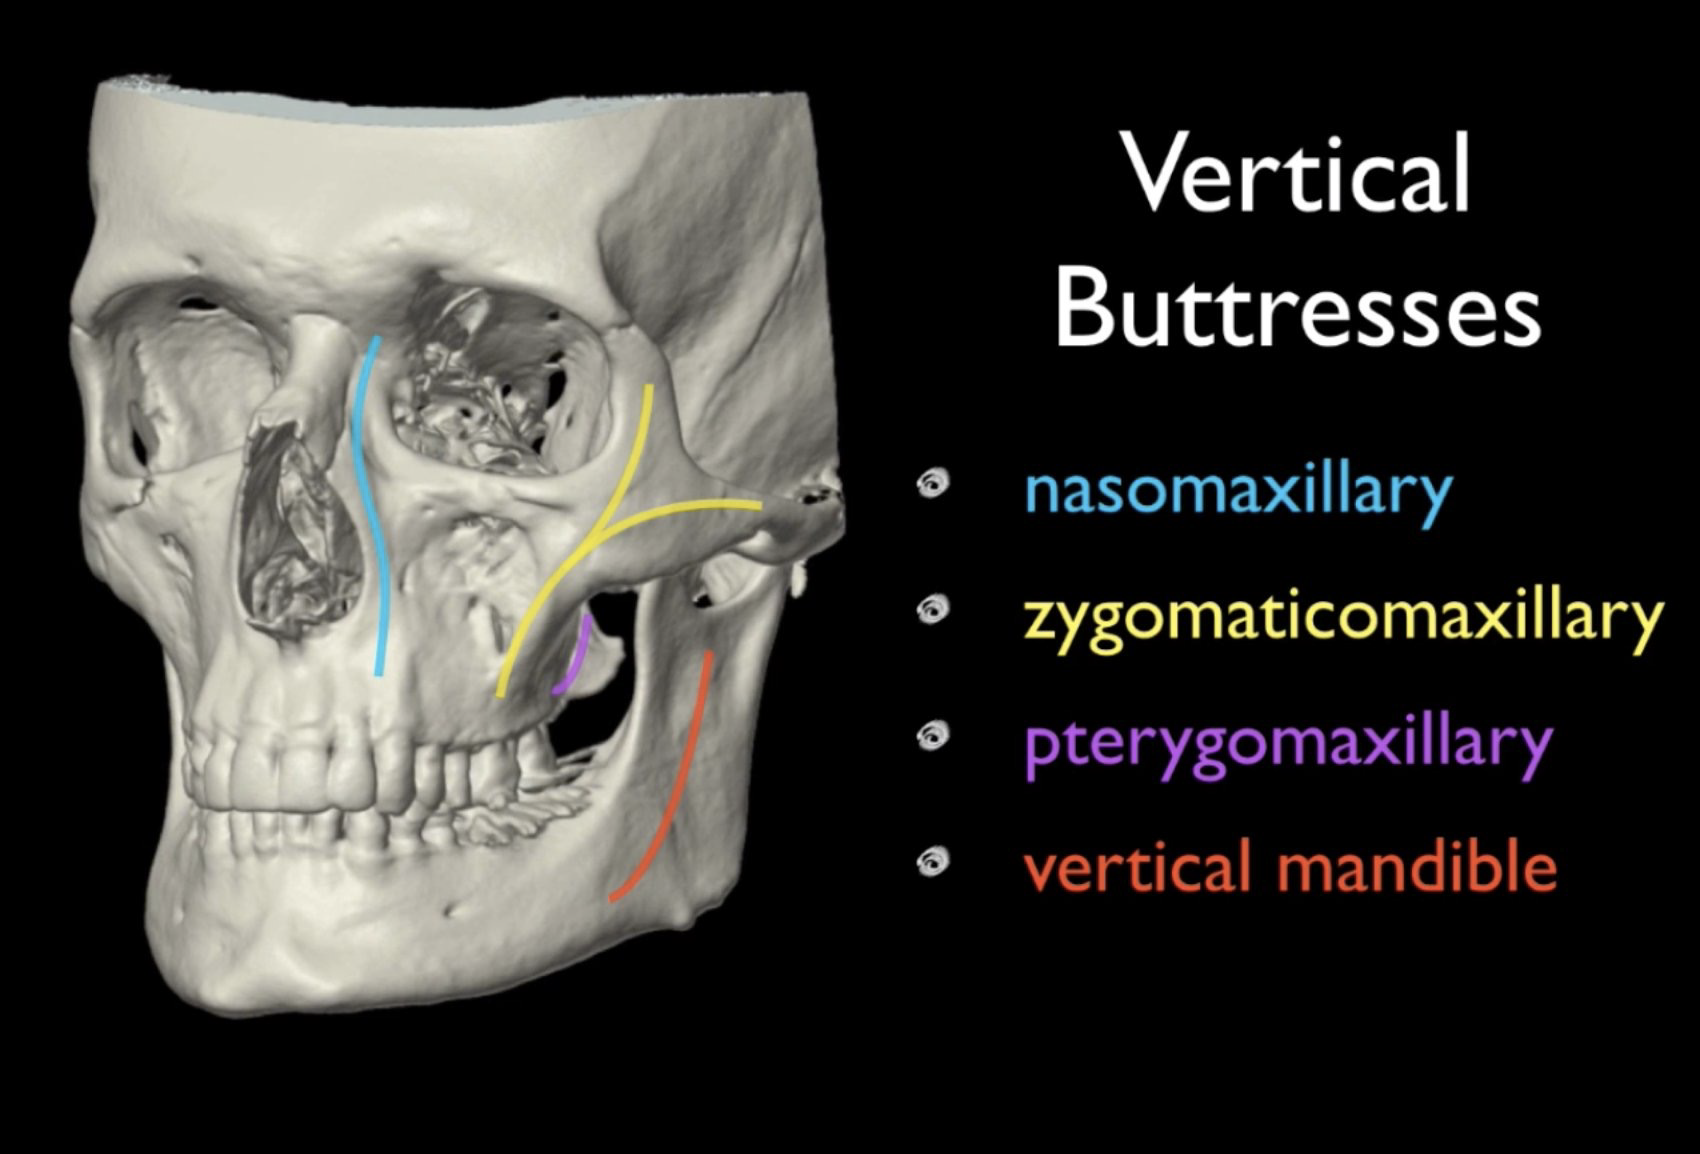 Vertical
Buttresses
nasomaxillary
zygomaticomaxillary
pterygomaxillary
vertical mandible